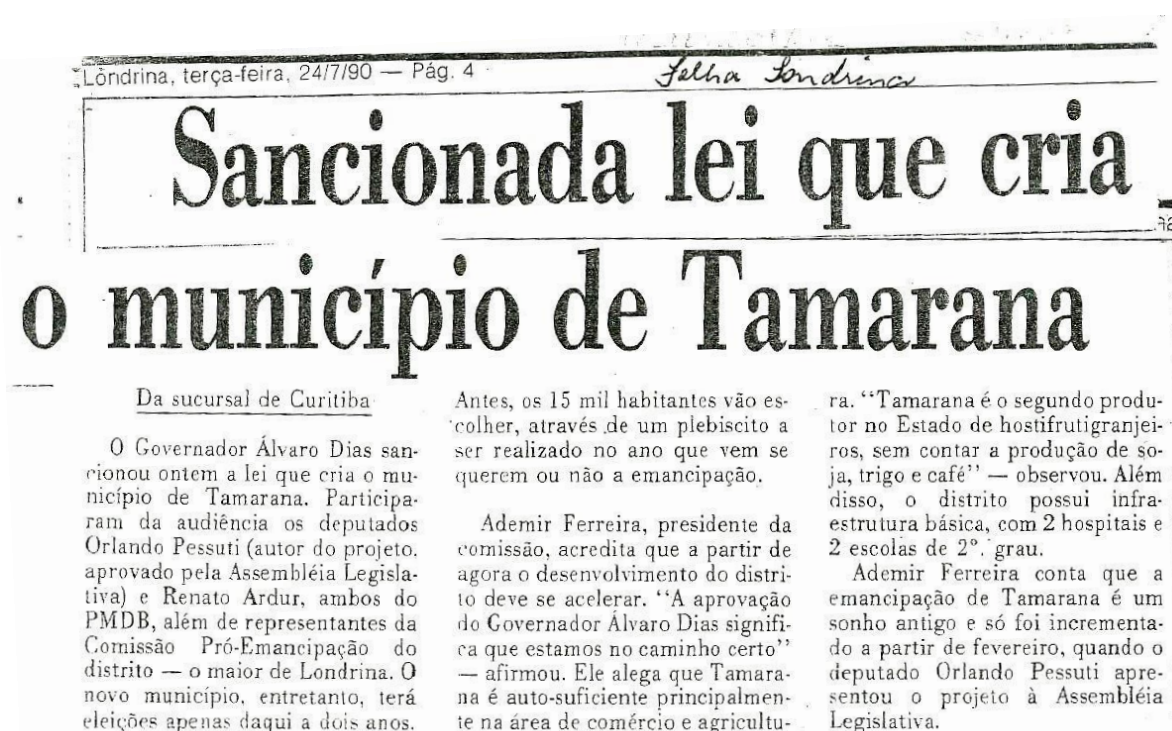 Londrina, terça-feira, 24/7/90 — Pág. 4
Folha Londrina
Sancionada lei que cria
o município de Tamarana
Da sucursal de Curitiba
O Governador Álvaro Dias san-
cionou ontem a lei que cria o mu-
nicípio de Tamarana. Participa-
ram da audiência os deputados
Orlando Pessuti (autor do projeto,
aprovado pela Assembléia Legisla-
tiva) e Renato Ardur, ambos do
PMDB, além de representantes da
Comissão Pró-Emancipação do
distrito — o maior de Londrina. O
novo município, entretanto, terá
eleições apenas daqui a dois anos.
Antes, os 15 mil habitantes vão es-
colher, através de um plebiscito a
ser realizado no ano que vem se
querem ou não a emancipação.
Ademir Ferreira, presidente da
comissão, acredita que a partir de
agora o desenvolvimento do distri-
to deve se acelerar. “A aprovação
do Governador Álvaro Dias signifi-
ca que estamos no caminho certo”
— afirmou. Ele alega que Tamara-
na é auto-suficiente principalmen-
te na área de comércio e agricultu-
ra. “Tamarana é o segundo produ-
tor no Estado de hostifrutigranjei-
ros, sem contar a produção de so-
ja, trigo e café” — observou. Além
disso, o distrito possui infra-
estrutura básica, com 2 hospitais e
2 escolas de 2º. grau.
Ademir Ferreira conta que a
emancipação de Tamarana é um
sonho antigo e só foi incrementa-
do a partir de fevereiro, quando o
deputado Orlando Pessuti apre-
sentou o projeto à Assembléia
Legislativa.